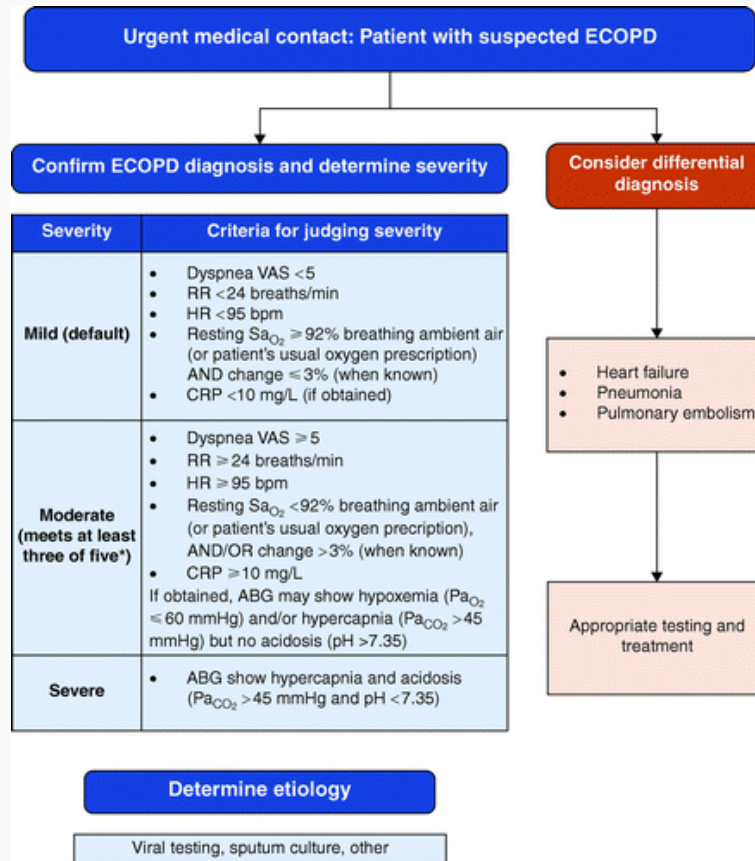 Urgent medical contact: Patient with suspected ECOPD
Confirm ECOPD diagnosis and determine severity
Severity
Criteria for judging severity
Mild (default)
• Dyspnea VAS <5
• RR <24 breaths/min
• HR <95 bpm
• Resting SaO2 ≥ 92% breathing ambient air
(or patient's usual oxygen prescription)
AND change ≤ 3% (when known)
• CRP <10 mg/L (if obtained)
Moderate
(meets at least
three of five*)
• Dyspnea VAS ≥ 5
• RR ≥ 24 breaths/min
• HR ≥ 95 bpm
• Resting SaO2 <92% breathing ambient air
(or patient's usual oxygen precription),
AND/OR change >3% (when known)
• CRP ≥10 mg/L
If obtained, ABG may show hypoxemia (PaO2
≤ 60 mmHg) and/or hypercapnia (PaCO2 >45
mmHg) but no acidosis (pH >7.35)
Severe
• ABG show hypercapnia and acidosis
(PaCO2 >45 mmHg and pH <7.35)
Determine etiology
Viral testing, sputum culture, other
Consider differential
diagnosis
• Heart failure
• Pneumonia
• Pulmonary embolism
Appropriate testing and
treatment